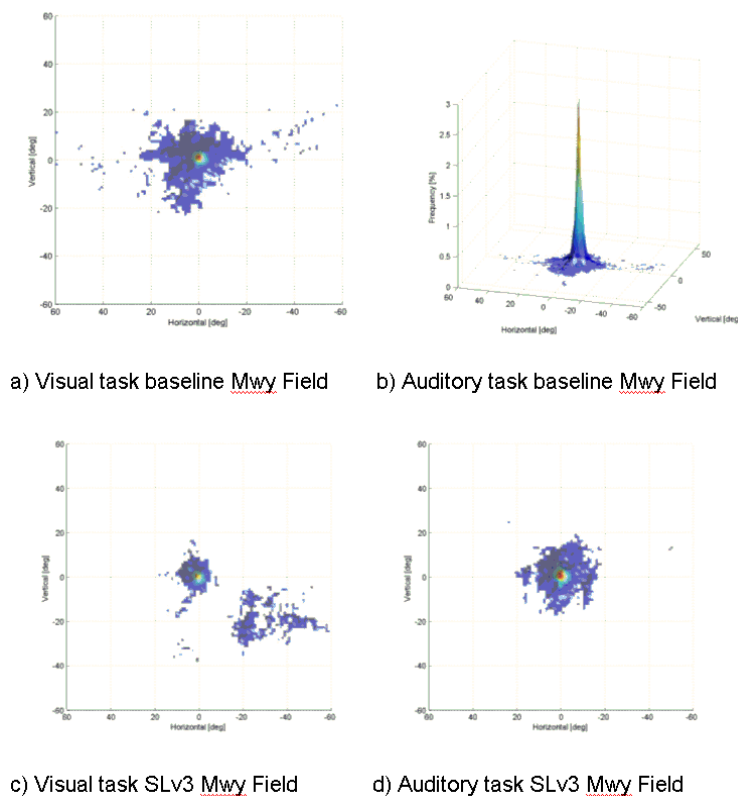 60
40
20
0
-20
-40
-60
Vertical [deg]
60 40 20 0 -20 -40 -60
Horizontal [deg]
3
2.5
2
1.5
1
0.5
0
Frequency [%]
60 40 20 0 -20 -40 -60
Horizontal [deg]
50
0
-50
Vertical [deg]
a) Visual task baseline Mwy Field
b) Auditory task baseline Mwy Field
60
40
20
0
-20
-40
-60
Vertical [deg]
60 40 20 0 -20 -40 -60
Horizontal [deg]
60
40
20
0
-20
-40
-60
Vertical [deg]
60 40 20 0 -20 -40 -60
Horizontal [deg]
c) Visual task SLv3 Mwy Field
d) Auditory task SLv3 Mwy Field